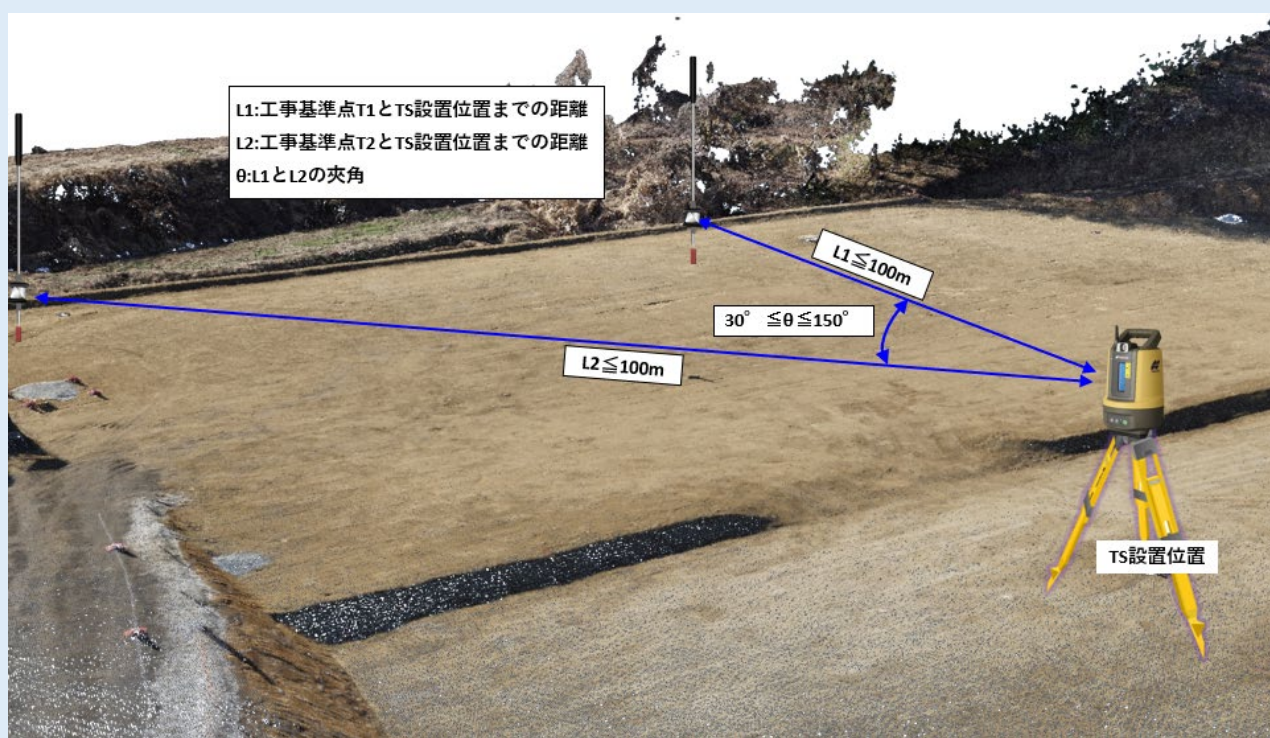 L1:工事基準点T1とTS設置位置までの距離
L2:工事基準点T2とTS設置位置までの距離
θ:L1とL2の夾角
L1≦100m
30° ≦θ≦150°
L2≦100m
TS設置位置